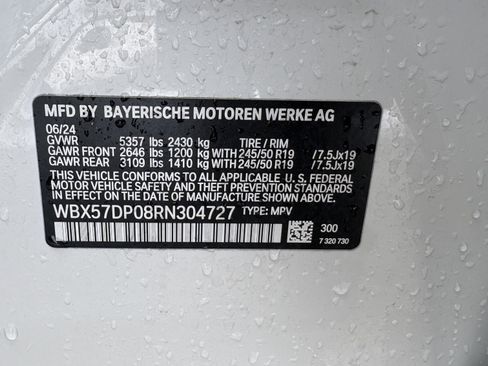 MFD BY BAYERISCHE MOTOREN WERKE AG
06/24
GVWR 5357 lbs 2430 kg TIRE / RIM
GAWR FRONT 2646 lbs 1200 kg WITH 245/50 R19 /7.5Jx19
GAWR REAR 3109 lbs 1410 kg WITH 245/50 R19 /7.5Jx19
THIS VEHICLE CONFORMS TO ALL APPLICABLE U. S. FEDERAL
MOTOR VEHICLE SAFETY AND THEFT PREVENTION STANDARDS
IN EFFECT ON THE DATE OF MANUFACTURE SHOWN ABOVE.
WBX57DP08RN304727 TYPE: MPV
300
7 320 730